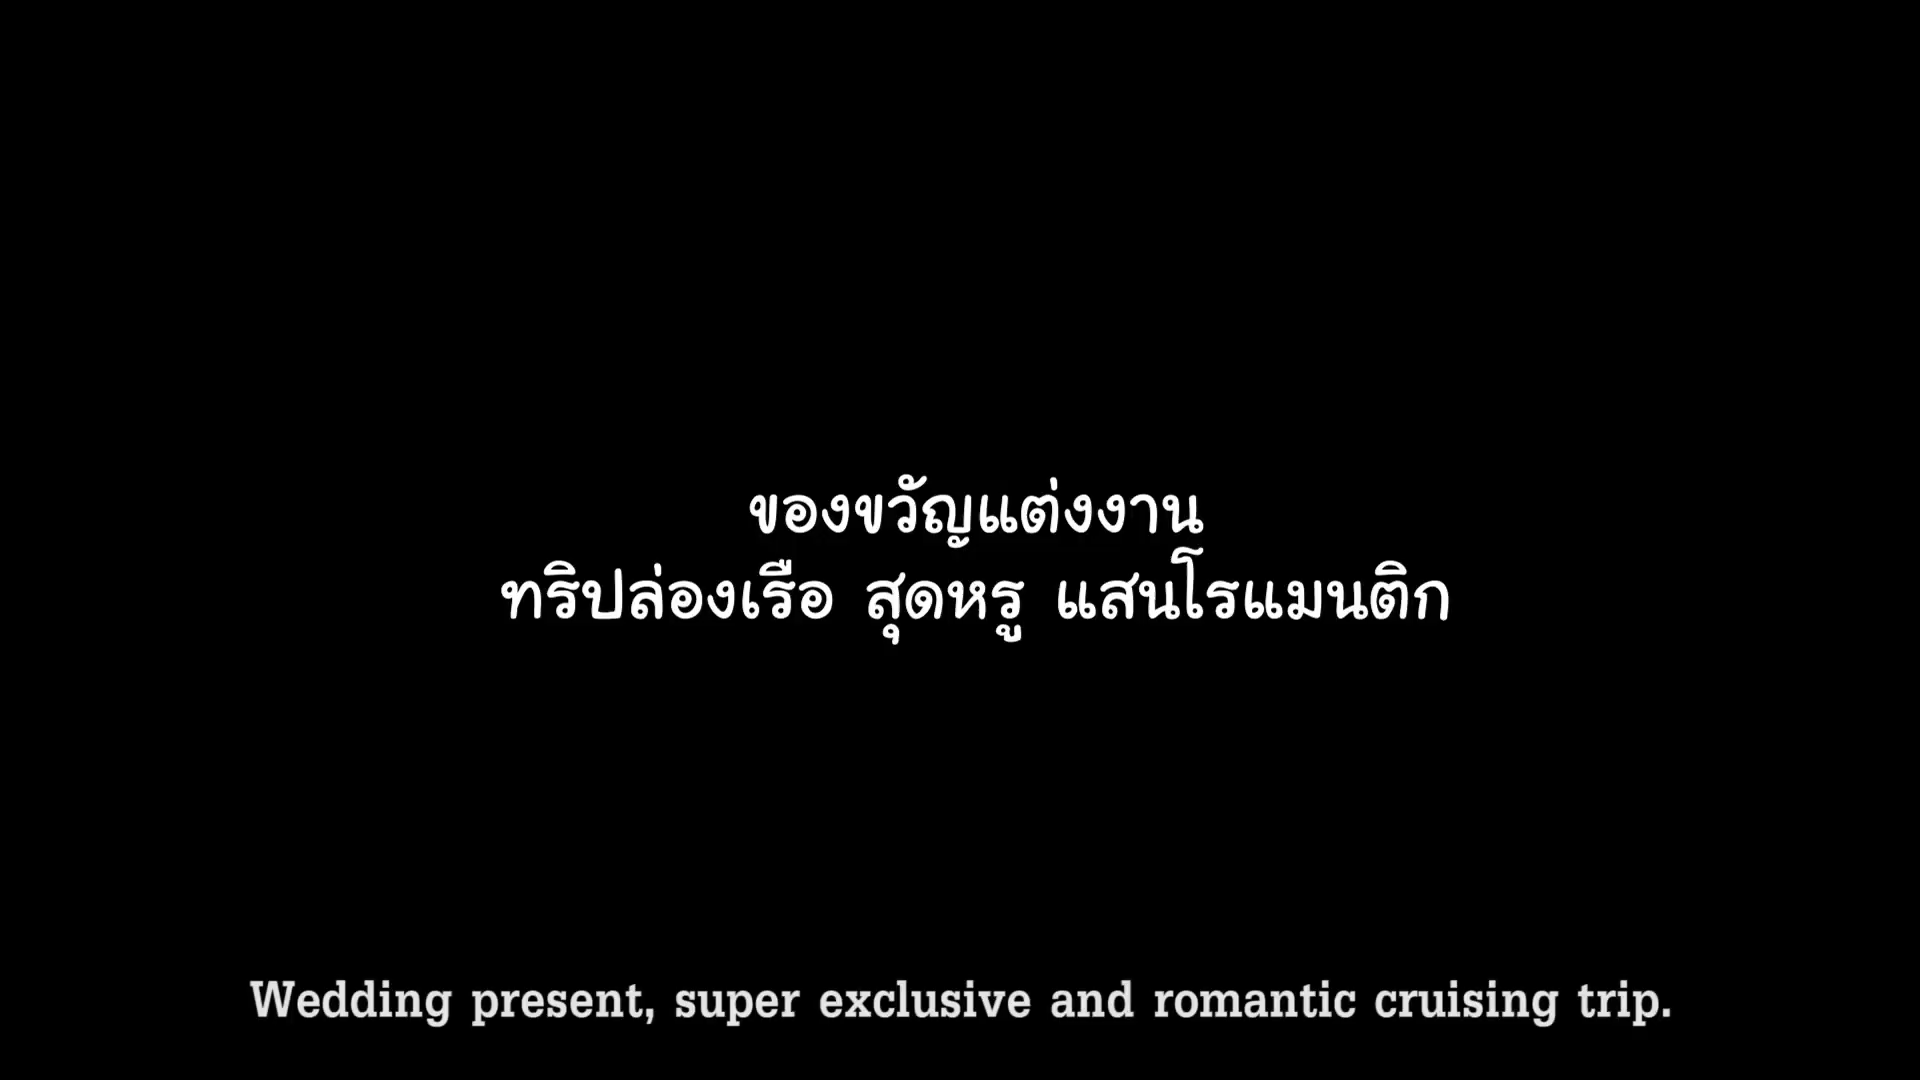 ของขวัญแต่งงาน
ทริปล่องเรือ สุดหรู แสนโรแมนติก
Wedding present, super exclusive and romantic cruising trip.